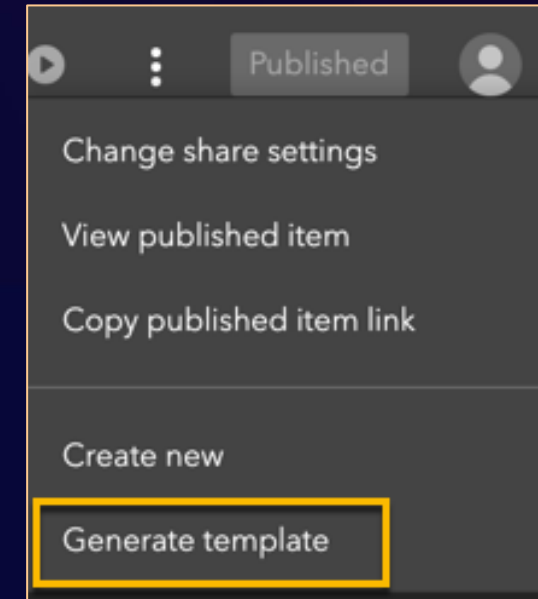 Published
Change share settings
View published item
Copy published item link
Create new
Generate template